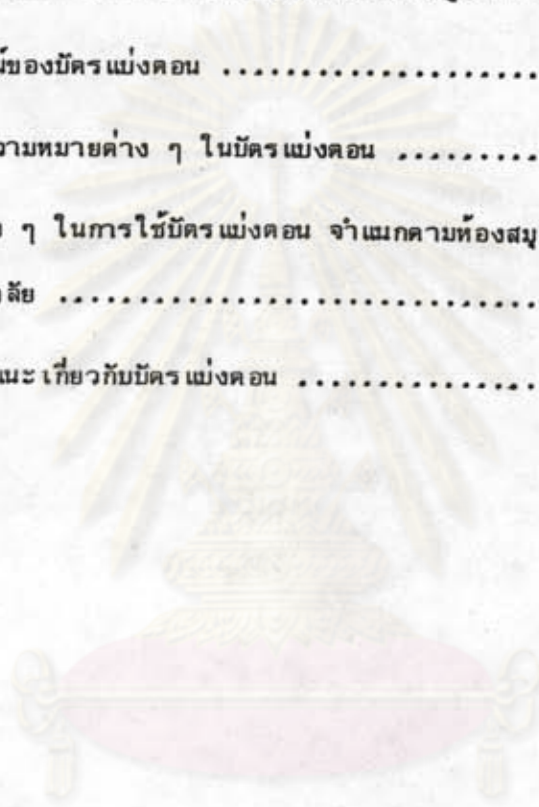 น์ของบัตรแบ่งตอน ....................
วามหมายต่าง ๆ ในบัตรแบ่งตอน .........
ง ๆ ในการใช้บัตรแบ่งตอน จำแนกตามห้องสมุ
ลัย ..............................
แนะเกี่ยวกับบัตรแบ่งตอน ...............